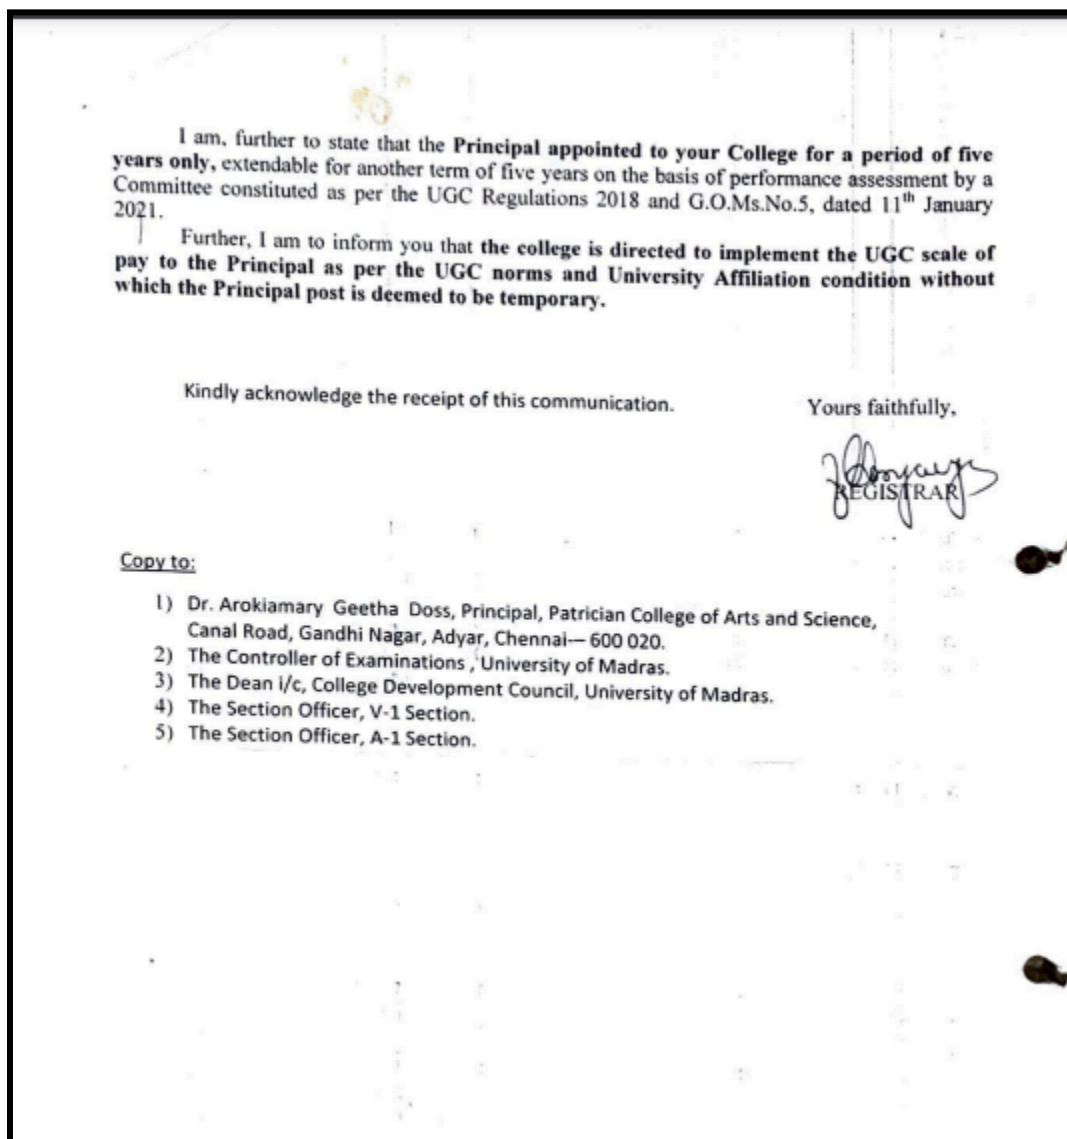 I am, further to state that the Principal appointed to your College for a period of five
years only, extendable for another term of five years on the basis of performance assessment by a
Committee constituted as per the UGC Regulations 2018 and G.O.Ms.No.5, dated 11th January
2021.
Further, I am to inform you that the college is directed to implement the UGC scale of
pay to the Principal as per the UGC norms and University Affiliation condition without
which the Principal post is deemed to be temporary.
Kindly acknowledge the receipt of this communication.
Yours faithfully,
REGISTRAR
Copy to:
1) Dr. Arokiamary Geetha Doss, Principal, Patrician College of Arts and Science,
Canal Road, Gandhi Nagar, Adyar, Chennai— 600 020.
2) The Controller of Examinations , University of Madras.
3) The Dean i/c, College Development Council, University of Madras.
4) The Section Officer, V-1 Section.
5) The Section Officer, A-1 Section.